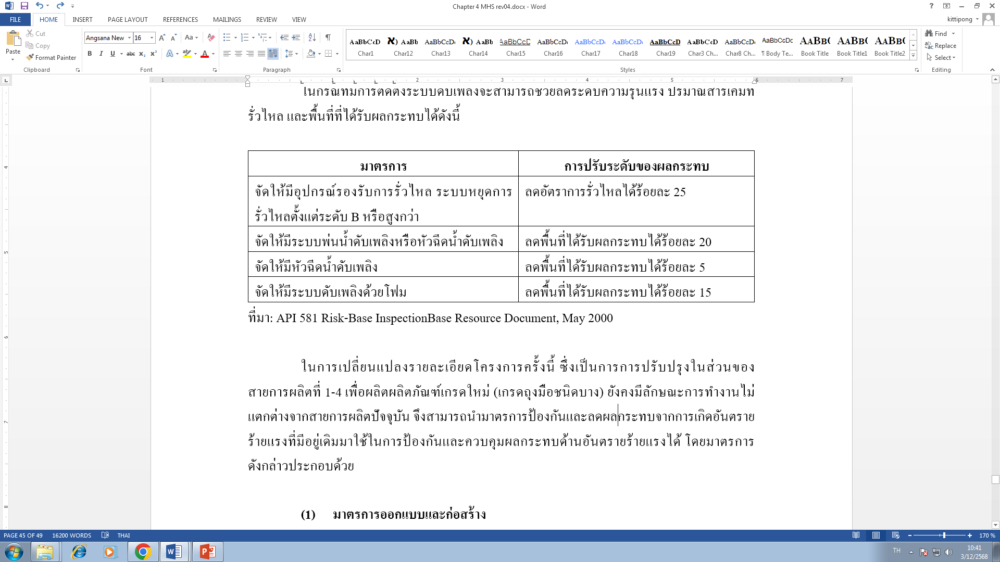 Chapter 4 MHS rev04.docx - Word
FILE HOME INSERT PAGE LAYOUT REFERENCES MAILINGS REVIEW VIEW kittipong
Cut
Copy
Format Painter
Paste
Angsana New 16
AaBbCcD AaBb AaBbCcD AaBb AaBbCcD AaBbCcD AaBbCcD AaBbCcD AaBbCcD AaBbCcD AaBbCcD AaBbCcDc AaBbC AaBbC AaBbC
Char1 Char12 Char13 Char14 Char15 Char16 Char17 Char18 Char19 Char3 Ch... Char8 Ch... ¶ Body Te... Book Title Book Title1 Book Title2
Find
Replace
Select
Clipboard Font Paragraph Styles Editing
1 1 2 3 4 5 6 7
ในกรณีที่มีการติดตั้งระบบดับเพลิงจะสามารถช่วยลดระดับความรุนแรง ปริมาณสารเคมีที่
รั่วไหล และพื้นที่ที่ได้รับผลกระทบได้ดังนี้
มาตรการ การปรับระดับของผลกระทบ
จัดให้มีอุปกรณ์รองรับการรั่วไหล ระบบหยุดการ ลดอัตราการรั่วไหลได้ร้อยละ 25
รั่วไหลตั้งแต่ระดับ B หรือสูงกว่า
จัดให้มีระบบพ่นน้ำดับเพลิงหรือหัวฉีดน้ำดับเพลิง ลดพื้นที่ได้รับผลกระทบได้ร้อยละ 20
จัดให้มีหัวฉีดน้ำดับเพลิง ลดพื้นที่ได้รับผลกระทบได้ร้อยละ 5
จัดให้มีระบบดับเพลิงด้วยโฟม ลดพื้นที่ได้รับผลกระทบได้ร้อยละ 15
ที่มา: API 581 Risk-Base InspectionBase Resource Document, May 2000
ในการเปลี่ยนแปลงรายละเอียดโครงการครั้งนี้ ซึ่งเป็นการการปรับปรุงในส่วนของ
สายการผลิตที่ 1-4 เพื่อผลิตผลิตภัณฑ์เกรดใหม่ (เกรดถุงมือชนิดบาง) ยังคงมีลักษณะการทำงานไม่
แตกต่างจากสายการผลิตปัจจุบัน จึงสามารถนำมาตรการป้องกันและลดผลกระทบจากการเกิดอันตราย
ร้ายแรงที่มีอยู่เดิมมาใช้ในการป้องกันและควบคุมผลกระทบด้านอันตรายร้ายแรงได้ โดยมาตรการ
ดังกล่าวประกอบด้วย
(1) มาตรการออกแบบและก่อสร้าง
PAGE 45 OF 49 16200 WORDS THAI 170 %
TH 10:41
3/12/2568